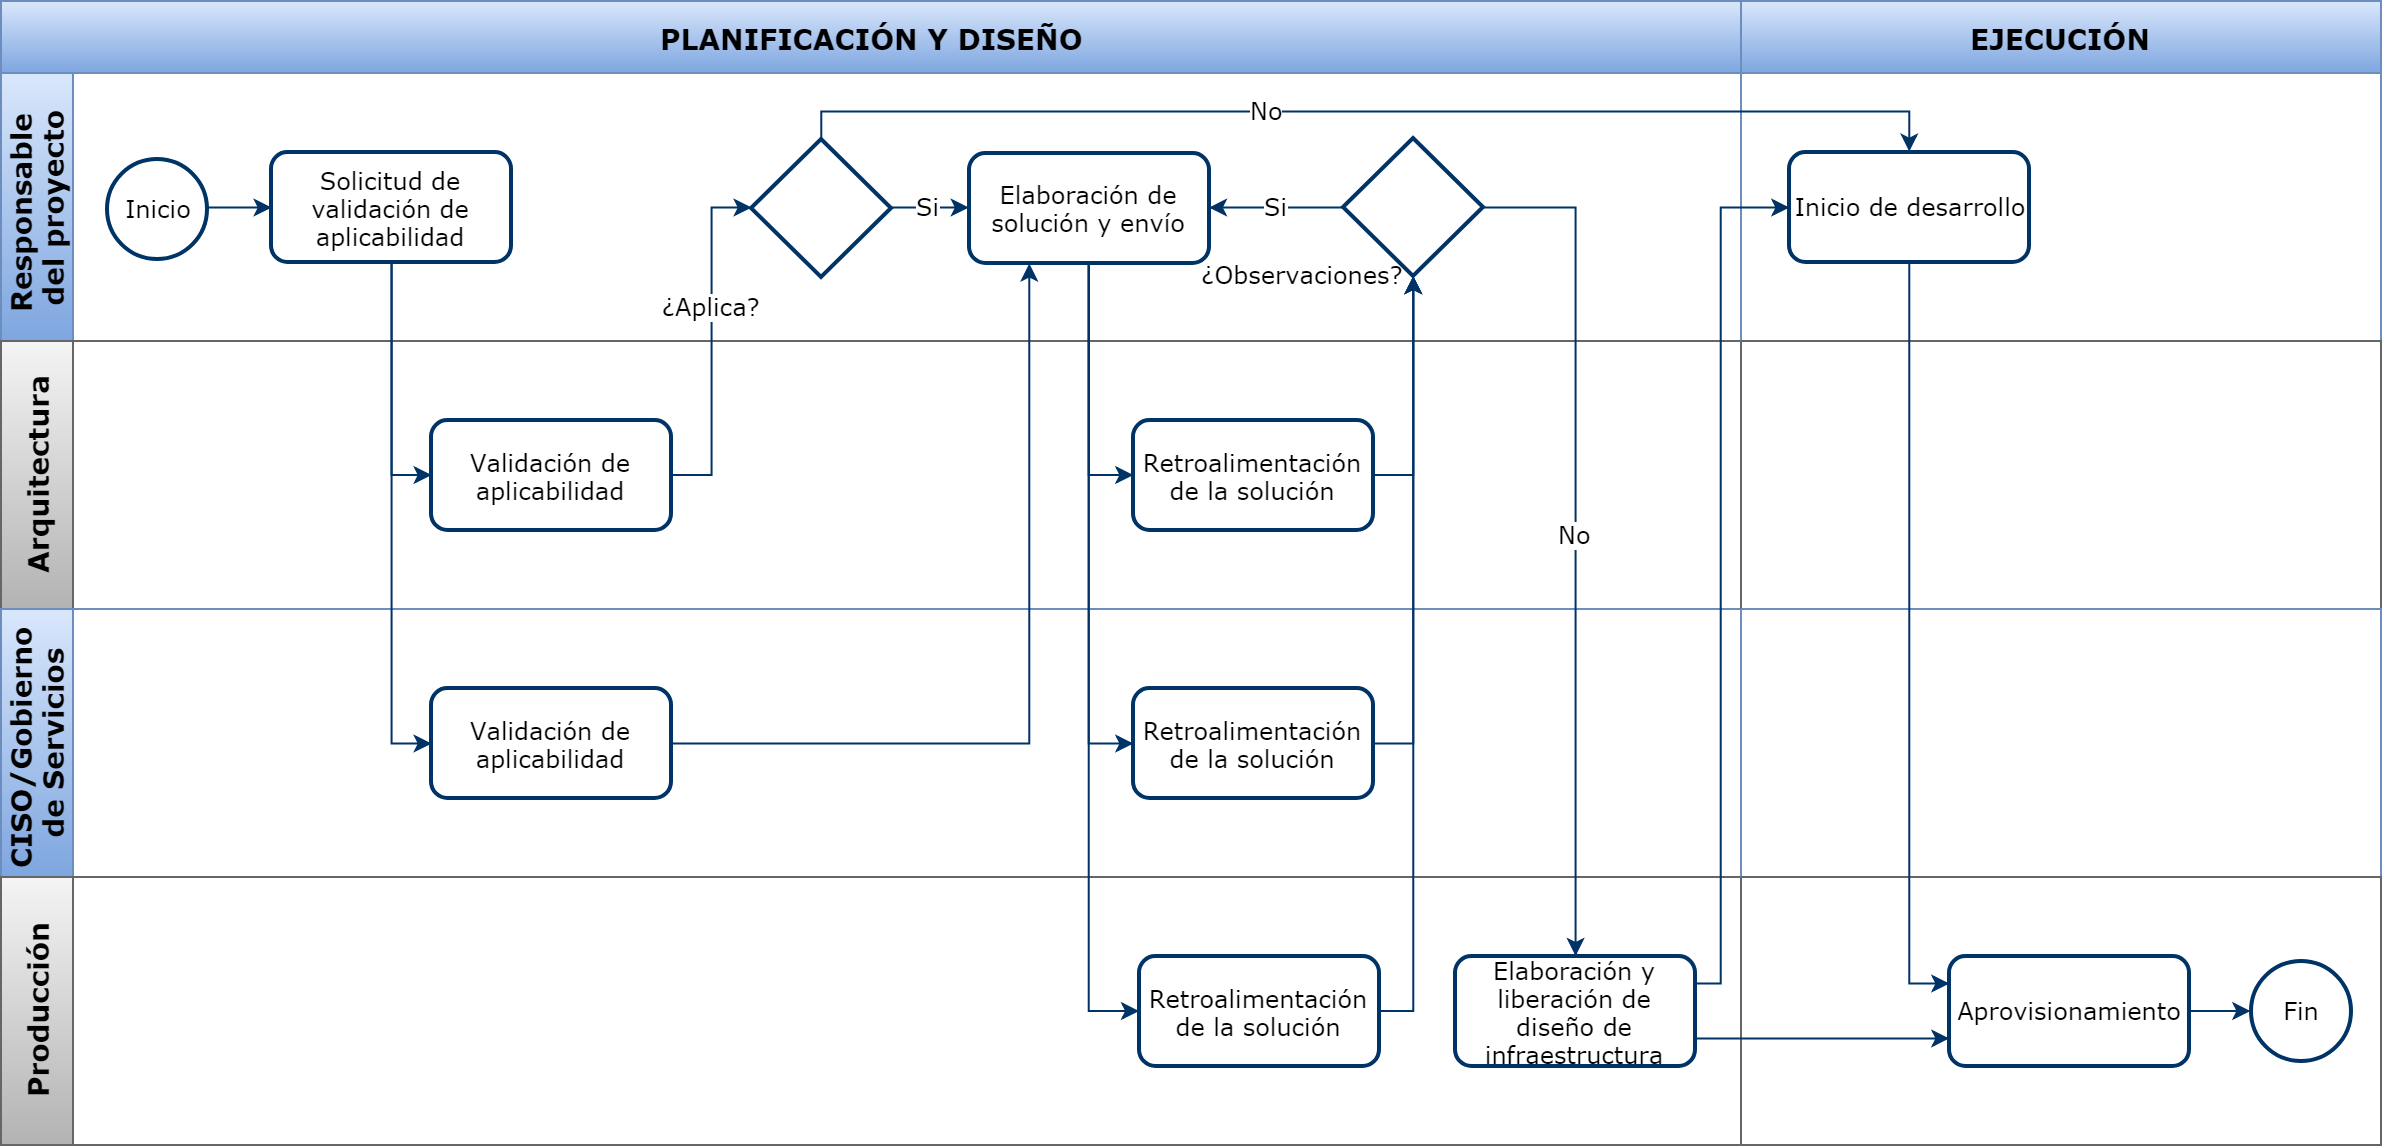 PLANIFICACIÓN Y DISEÑO
EJECUCIÓN
Responsable
del proyecto
Inicio
Solicitud de
validación de
aplicabilidad
¿Aplica?
No
Si
Elaboración de
solución y envío
Si
¿Observaciones?
Inicio de desarrollo
Arquitectura
Validación de
aplicabilidad
Retroalimentación
de la solución
No
CISO/Gobierno
de Servicios
Validación de
aplicabilidad
Retroalimentación
de la solución
Producción
Retroalimentación
de la solución
Elaboración y
liberación de
diseño de
infraestructura
Aprovisionamiento
Fin